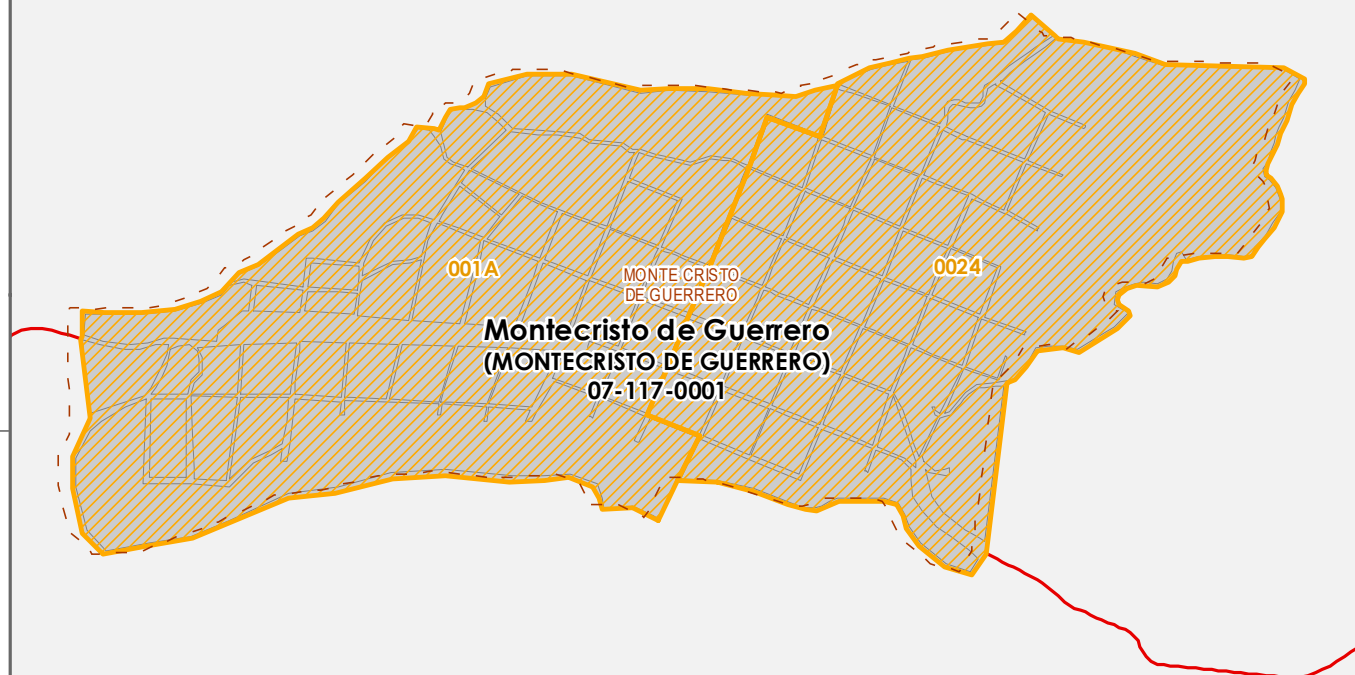 001A
0024
MONTE CRISTO
DE GUERRERO
Montecristo de Guerrero
(MONTECRISTO DE GUERRERO)
07-117-0001